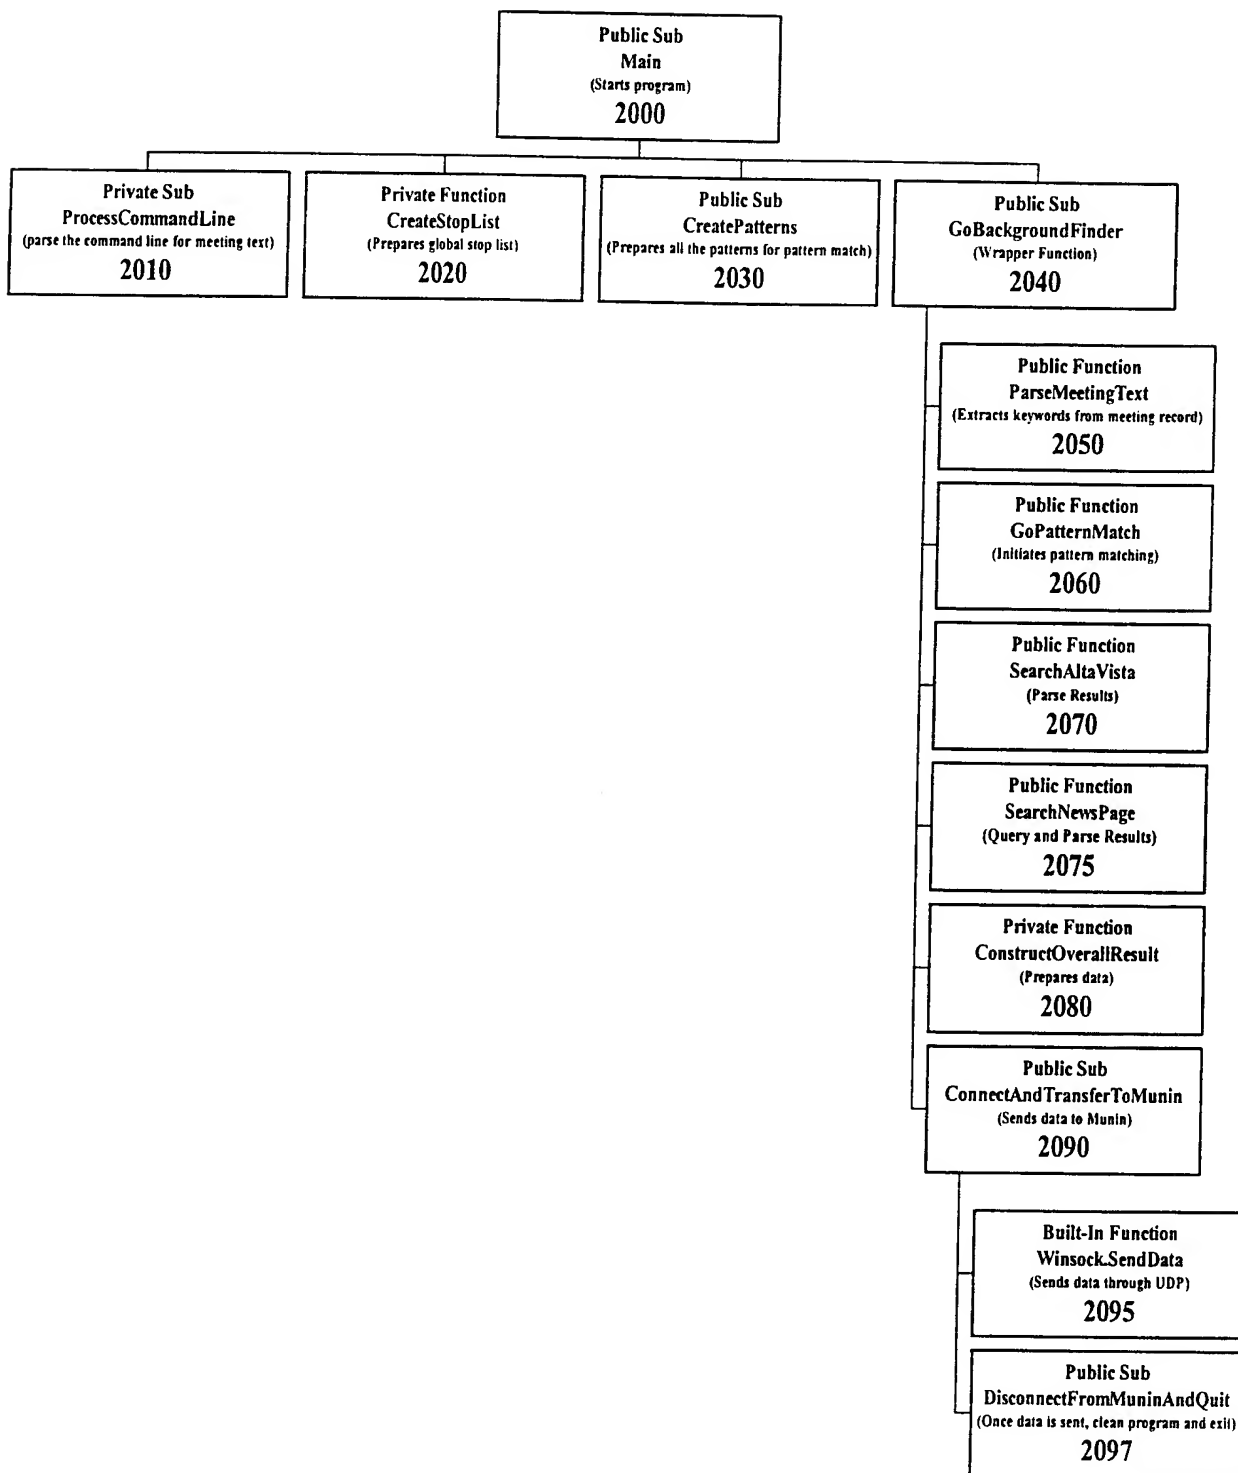 Public Sub
Main
(Starts program)
2000
Private Sub
ProcessCommandLine
(parse the command line for meeting text)
2010
Private Function
CreateStopList
(Prepares global stop list)
2020
Public Sub
CreatePatterns
(Prepares all the patterns for pattern match)
2030
Public Sub
GoBackgroundFinder
(Wrapper Function)
2040
Public Function
ParseMeetingText
(Extracts keywords from meeting record)
2050
Public Function
GoPatternMatch
(Initiates pattern matching)
2060
Public Function
SearchAltaVista
(Parse Results)
2070
Public Function
SearchNewsPage
(Query and Parse Results)
2075
Private Function
ConstructOverallResult
(Prepares data)
2080
Public Sub
ConnectAndTransferToMunin
(Sends data to Munin)
2090
Built-In Function
Winsock.SendData
(Sends data through UDP)
2095
Public Sub
DisconnectFromMuninAndQuit
(Once data is sent, clean program and exit)
2097